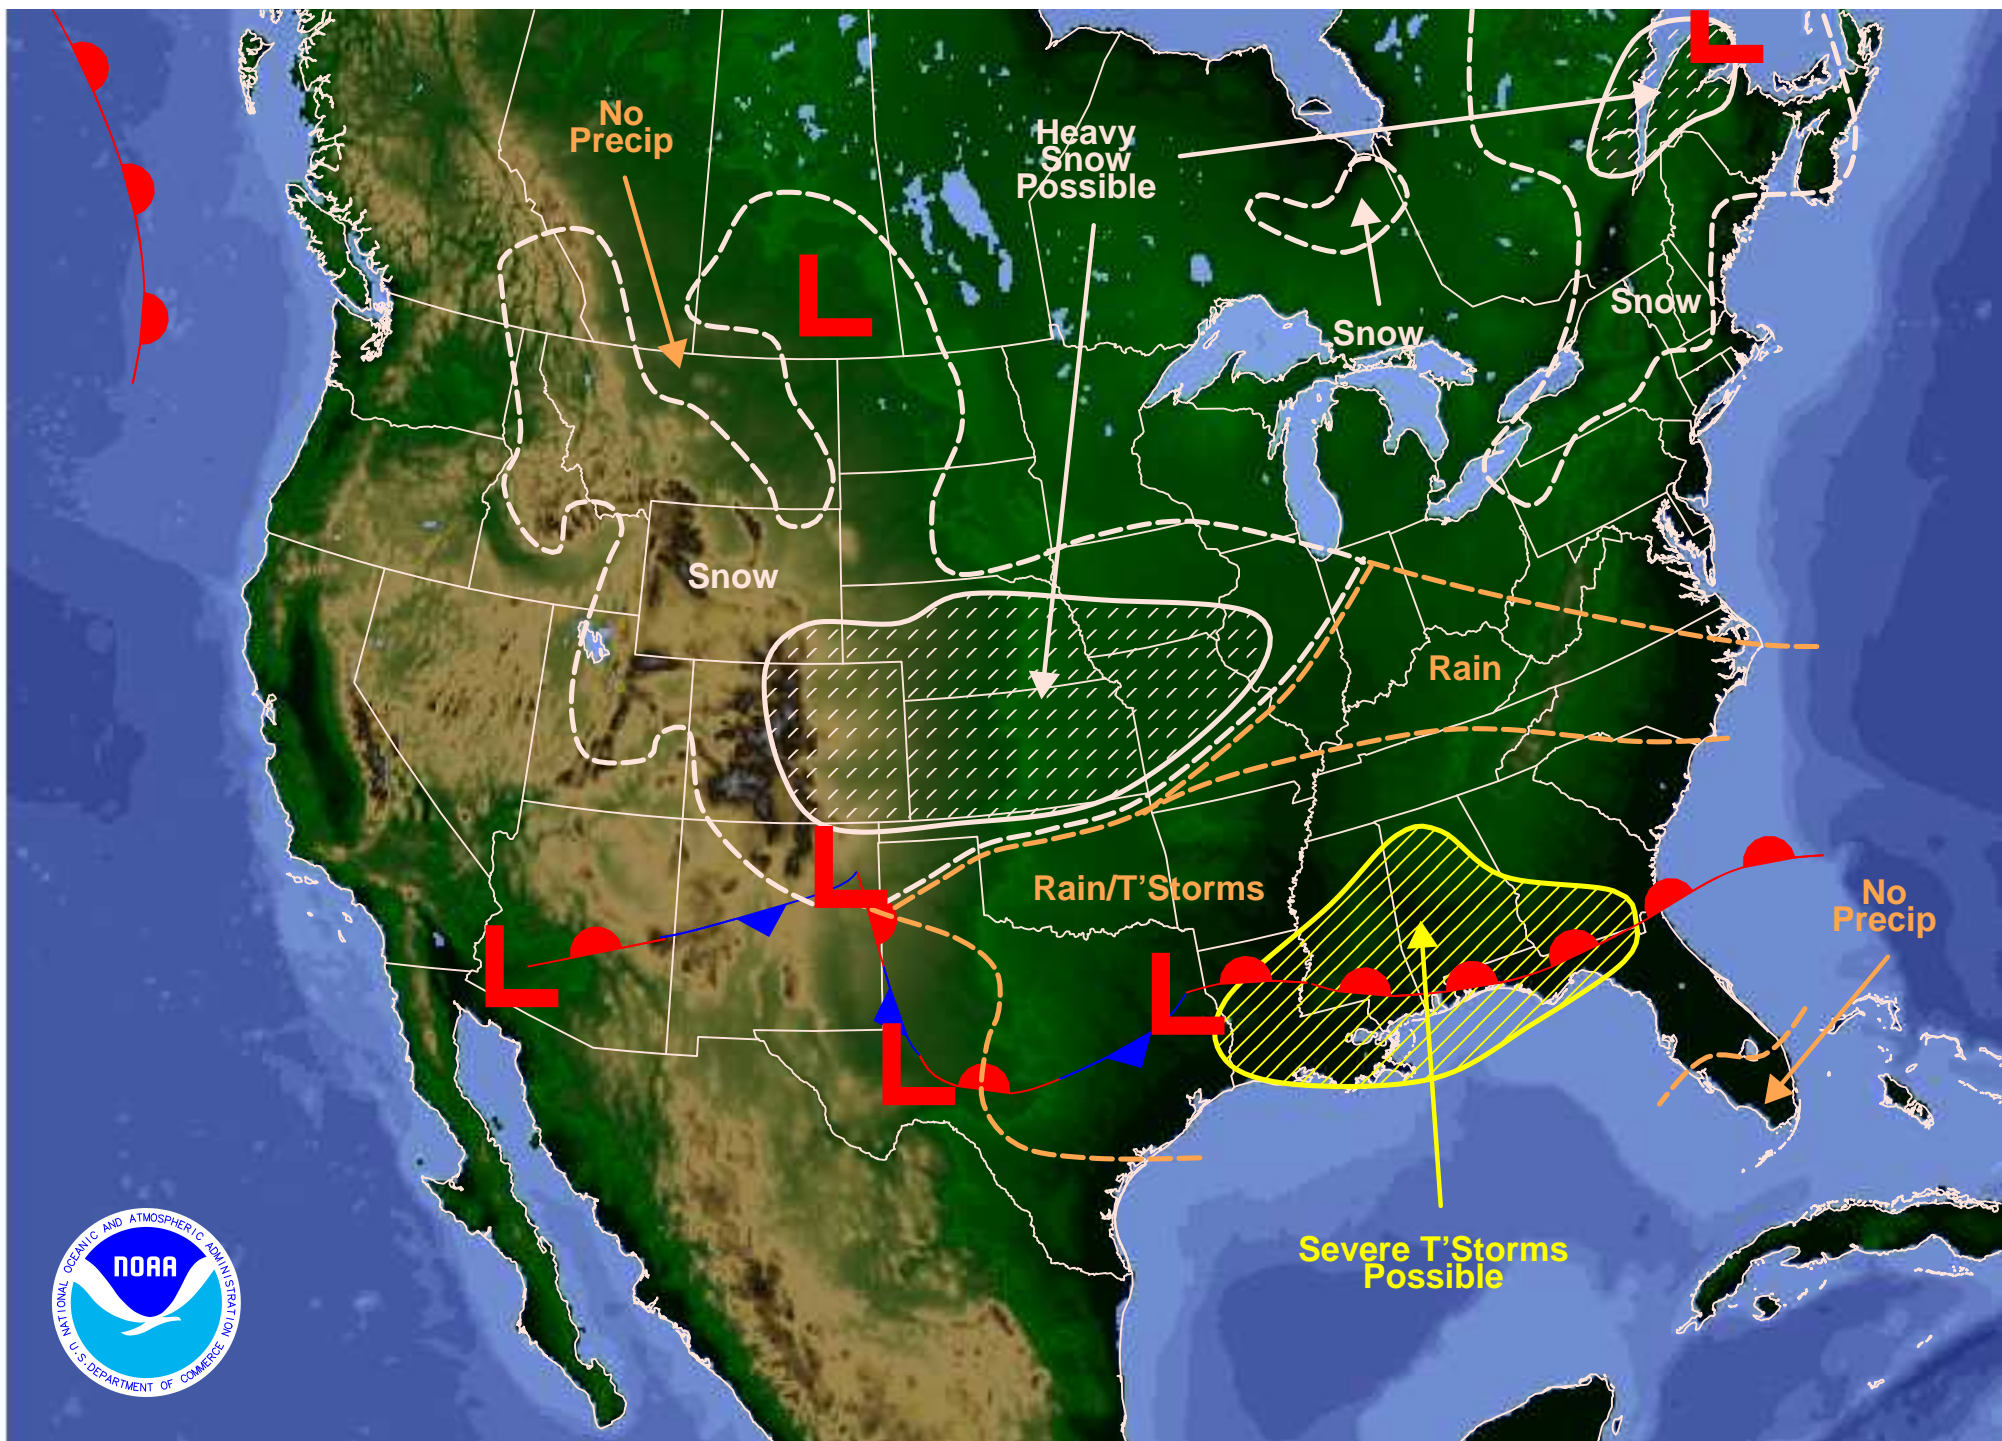 L
No
Precip
Heavy
Snow
Possible
L
Snow
Snow
Snow
Rain
L
Rain/T'Storms
No
Precip
L
L
L
Severe T'Storms
Possible
NATIONAL OCEANIC AND ATMOSPHERIC ADMINISTRATION
NOAA
U.S. DEPARTMENT OF COMMERCE